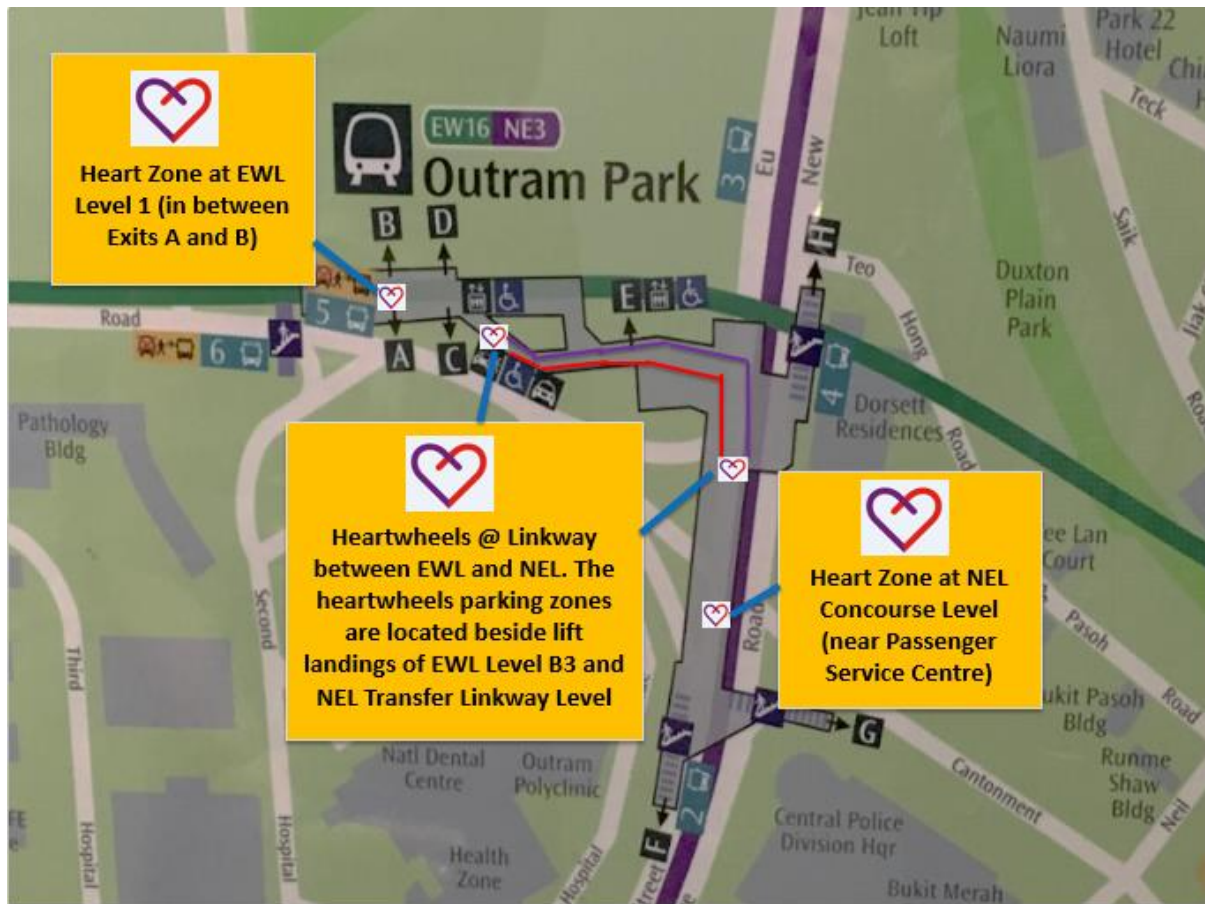 Jean Yip
Loft
Naumi
Liora
Park 22
Hotel
Teck
Heart Zone at EWL
Level 1 (in between
Exits A and B)
EW16 NE3
Outram Park
3
Eu
New
H
B
D
E
A
C
5
6
Road
4
Teo
Hong
Road
Saik
Duxton
Plain
Park
Dorsett
Residences
Pathology
Bldg
Heartwheels @ Linkway
between EWL and NEL. The
heartwheels parking zones
are located beside lift
landings of EWL Level B3 and
NEL Transfer Linkway Level
Heart Zone at NEL
Concourse Level
(near Passenger
Service Centre)
ee Lan
Court
Pasoh
Road
Road
Second
Third
Hospital
Hospital
Hospital
Natl Dental
Centre
Outram
Polyclinic
Health
Zone
G
F
2
Cantonment
Central Police
Division Hqr
Bukit Merah
ukit Pasoh
Bldg
Runme
Shaw
Bldg
Neil
treet